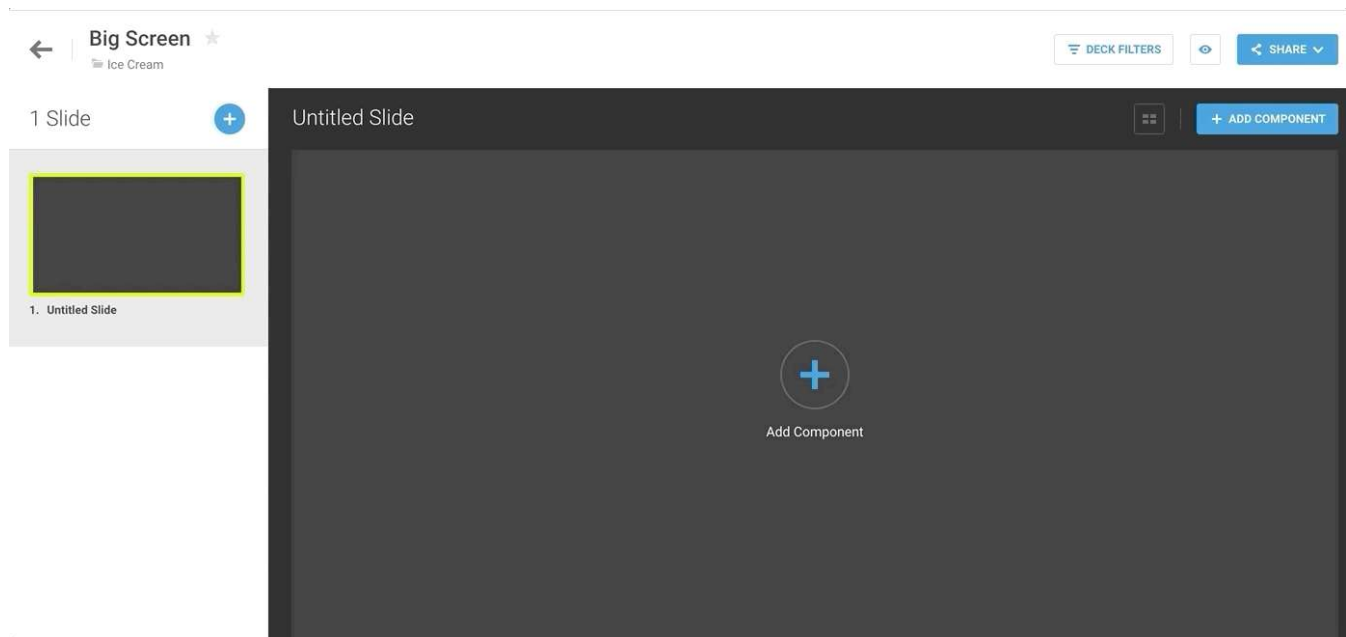 Big Screen
Ice Cream
DECK FILTERS
SHARE
1 Slide
Untitled Slide
ADD COMPONENT
1. Untitled Slide
Add Component